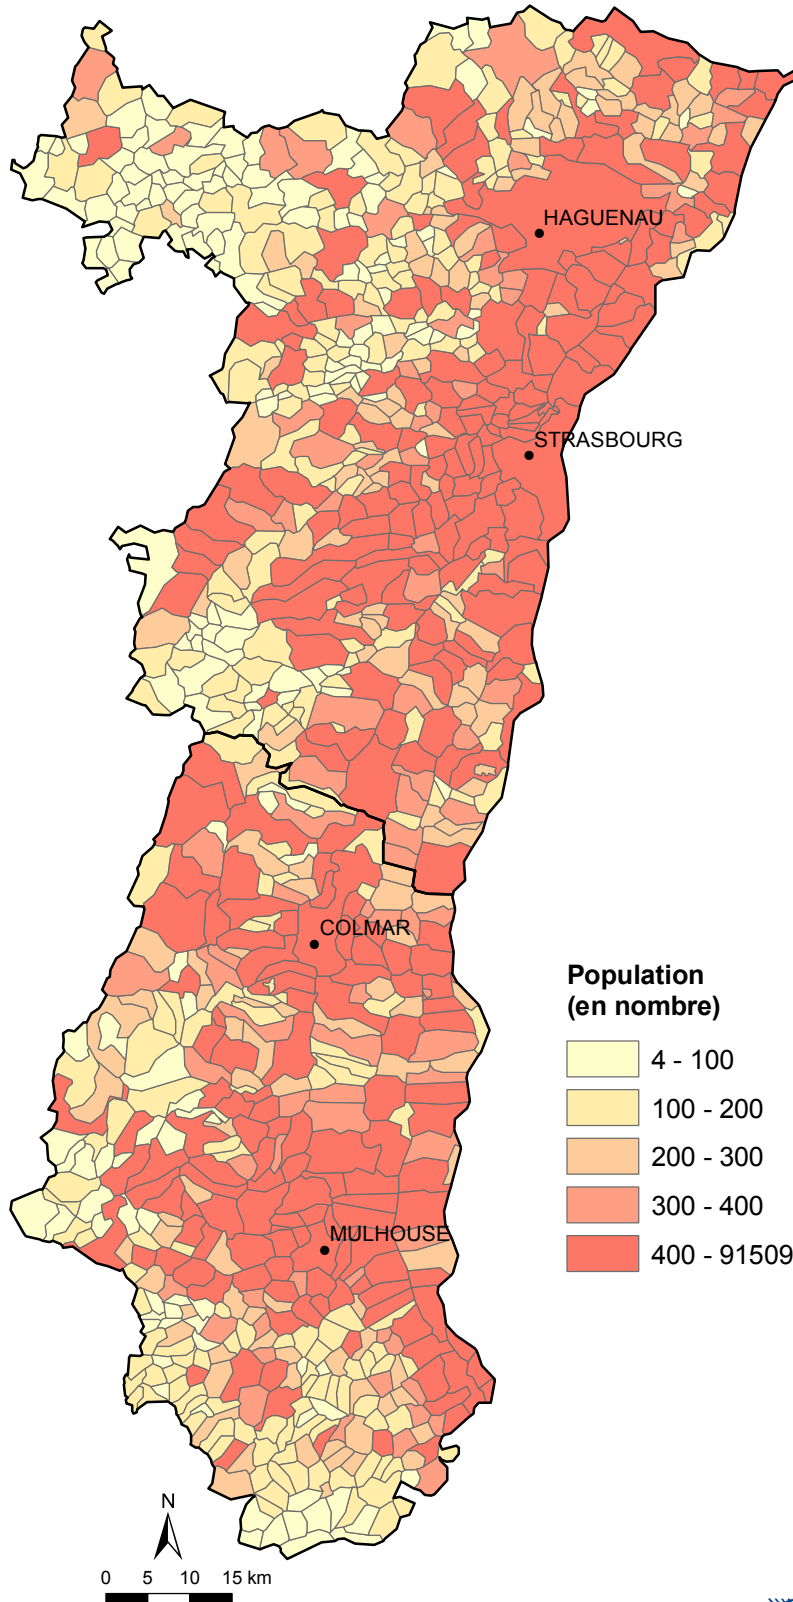 HAGUENAU
STRASBOURG
COLMAR
Population
(en nombre)
4 - 100
100 - 200
200 - 300
300 - 400
400 - 91509
MULHOUSE
N
0 5 10 15 km